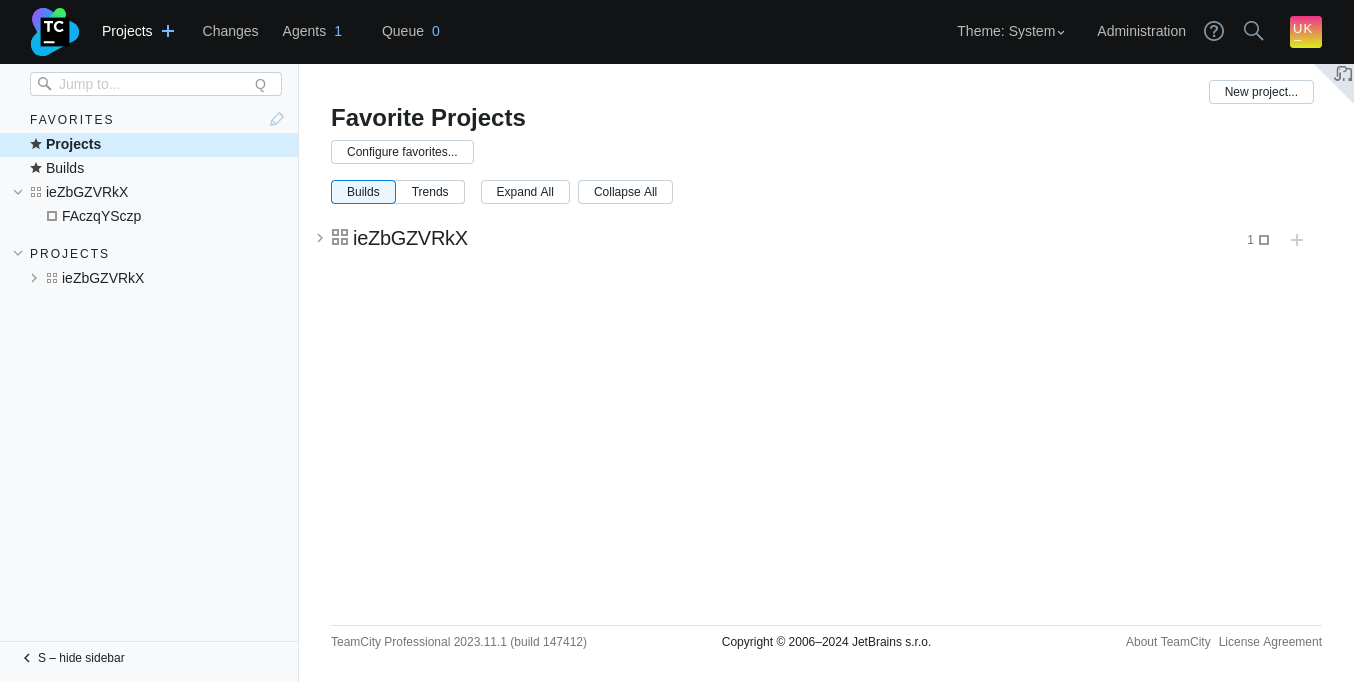 TC
Projects
Changes
Agents 1
Queue 0
Theme: System
Administration
UK
Jump to...
Q
New project...
FAVORITES
Projects
Builds
ieZbGZVRkX
FAczqYSczp
PROJECTS
ieZbGZVRkX
Favorite Projects
Configure favorites...
Builds
Trends
Expand All
Collapse All
ieZbGZVRkX
1
S – hide sidebar
TeamCity Professional 2023.11.1 (build 147412)
Copyright © 2006–2024 JetBrains s.r.o.
About TeamCity
License Agreement